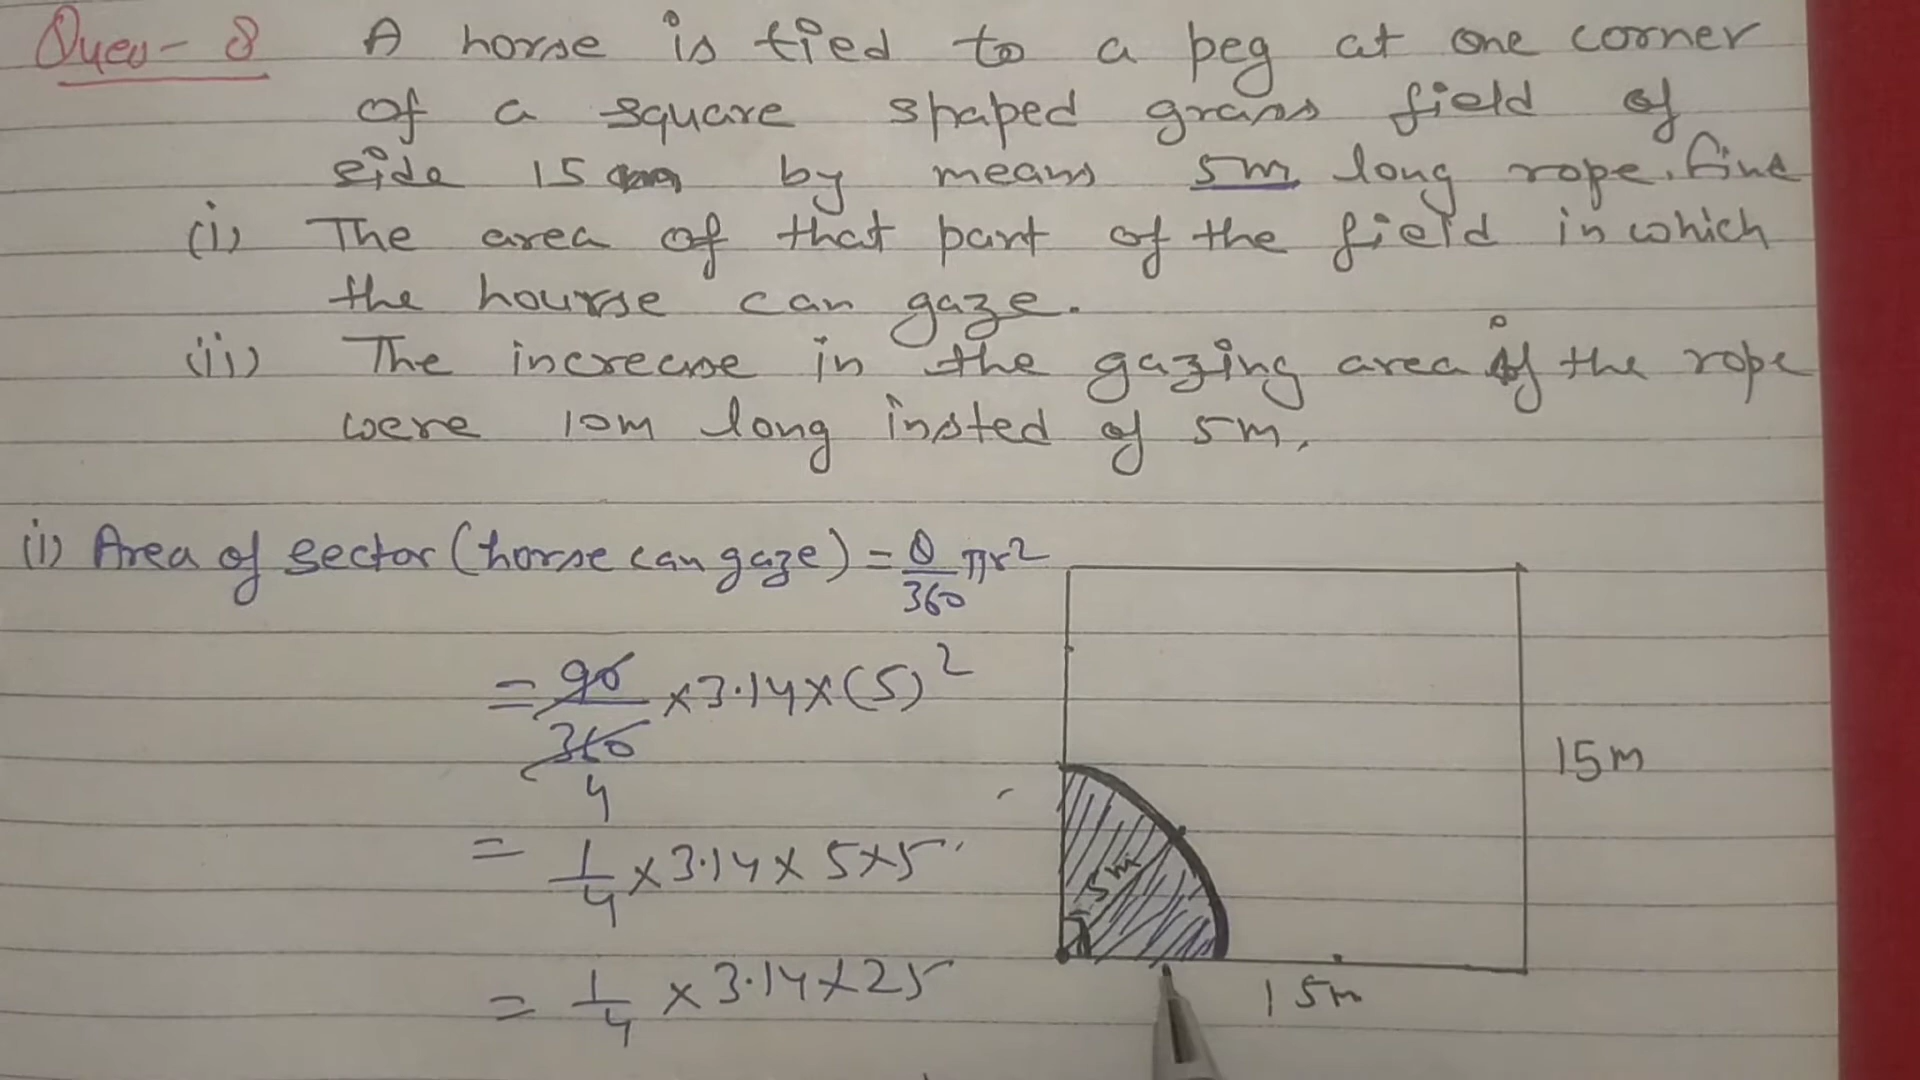 Ques- 8 A horse is tied to a peg at one corner
of a square shaped grass field of
side 15 by means 5m long rope. find
(i) The area of that part of the field in which
the hourse can gaze.
(ii) The increase in the gazing area if the rope
were 10m long insted of 5m.
(i) Area of sector (horse can gaze) = θ/360 πr²
= 90/360 × 3.14 × (5)²
4
= 1/4 × 3.14 × 5×5
= 1/4 × 3.14 × 25
5m
15m
15m